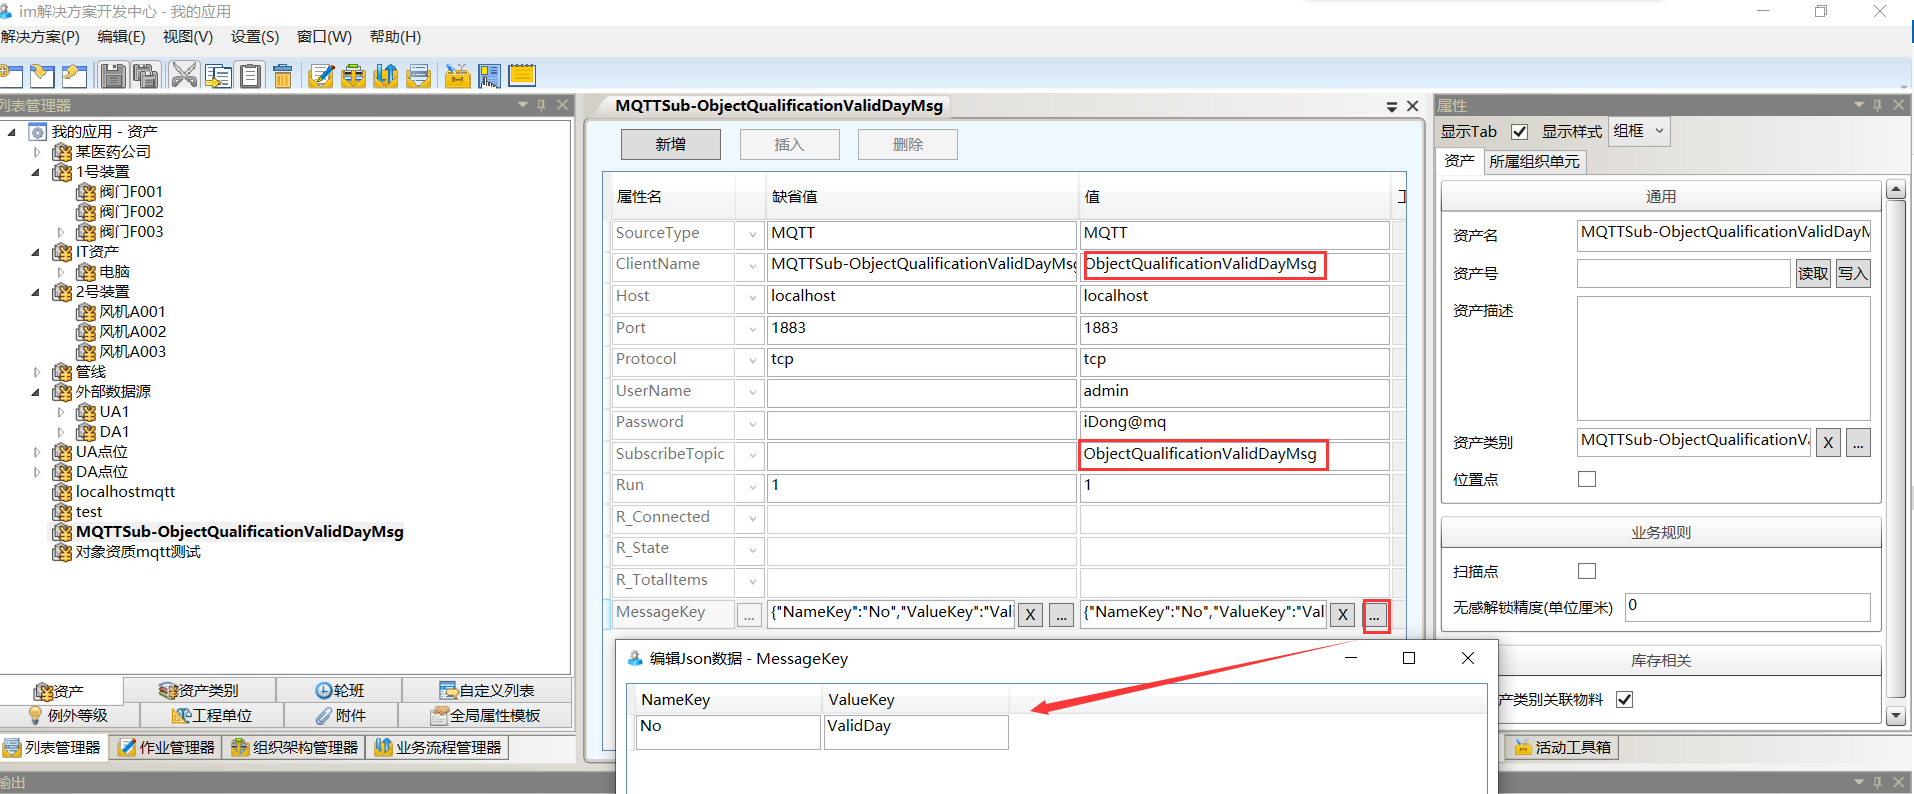 im解决方案开发中心 - 我的应用
解决方案(P) 编辑(E) 视图(V) 设置(S) 窗口(W) 帮助(H)
列表管理器
我的应用 - 资产
某医药公司
1号装置
阀门F001
阀门F002
阀门F003
IT资产
电脑
2号装置
风机A001
风机A002
风机A003
管线
外部数据源
UA1
DA1
UA点位
DA点位
localhostmqtt
test
MQTTSub-ObjectQualificationValidDayMsg
对象资质mqtt测试
资产 资产类别 轮班 自定义列表
例外等级 工程单位 附件 全局属性模板
列表管理器 作业管理器 组织架构管理器 业务流程管理器
输出
MQTTSub-ObjectQualificationValidDayMsg
新增 插入 删除
属性名 缺省值 值
SourceType MQTT MQTT
ClientName MQTTSub-ObjectQualificationValidDayMsg ObjectQualificationValidDayMsg
Host localhost localhost
Port 1883 1883
Protocol tcp tcp
UserName admin
Password iDong@mq
SubscribeTopic ObjectQualificationValidDayMsg
Run 1 1
R_Connected
R_State
R_TotalItems
MessageKey ... {"NameKey":"No","ValueKey":"Vali X ... {"NameKey":"No","ValueKey":"Vali X ...
编辑Json数据 - MessageKey
NameKey ValueKey
No ValidDay
属性
显示Tab 显示样式 组框
资产 所属组织单元
通用
资产名 MQTTSub-ObjectQualificationValidDayM
资产号 读取 写入
资产描述
资产类别 MQTTSub-ObjectQualificationVa X ...
位置点
业务规则
扫描点
无感解锁精度(单位厘米) 0
库存相关
产类别关联物料
活动工具箱